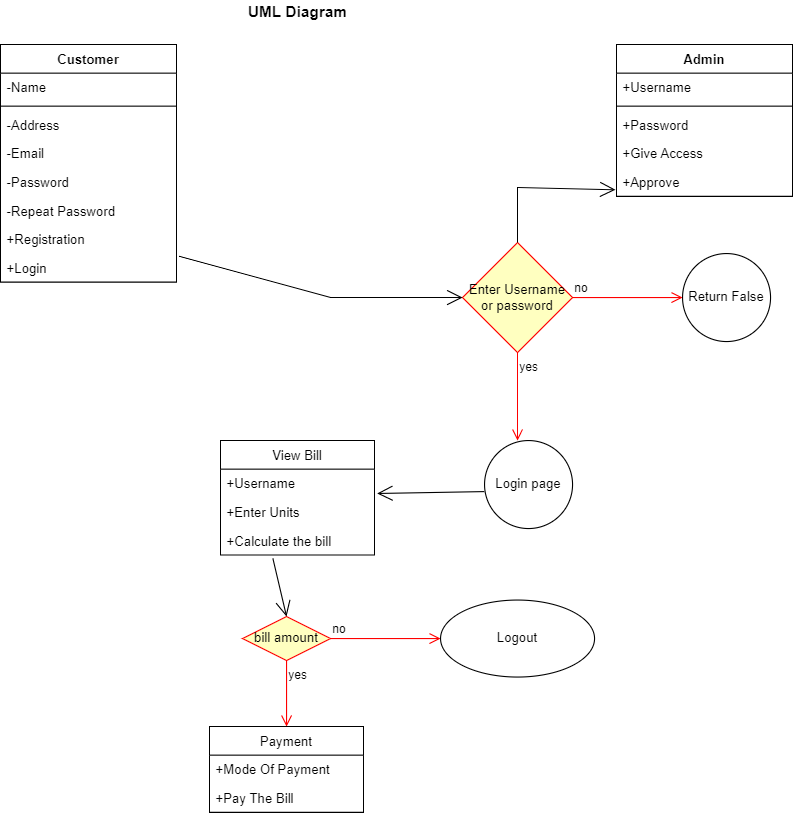 UML Diagram
Customer
-Name
-Address
-Email
-Password
-Repeat Password
+Registration
+Login
Admin
+Username
+Password
+Give Access
+Approve
Enter Username
or password
no
Return False
yes
View Bill
+Username
+Enter Units
+Calculate the bill
Login page
bill amount
no
Logout
yes
Payment
+Mode Of Payment
+Pay The Bill